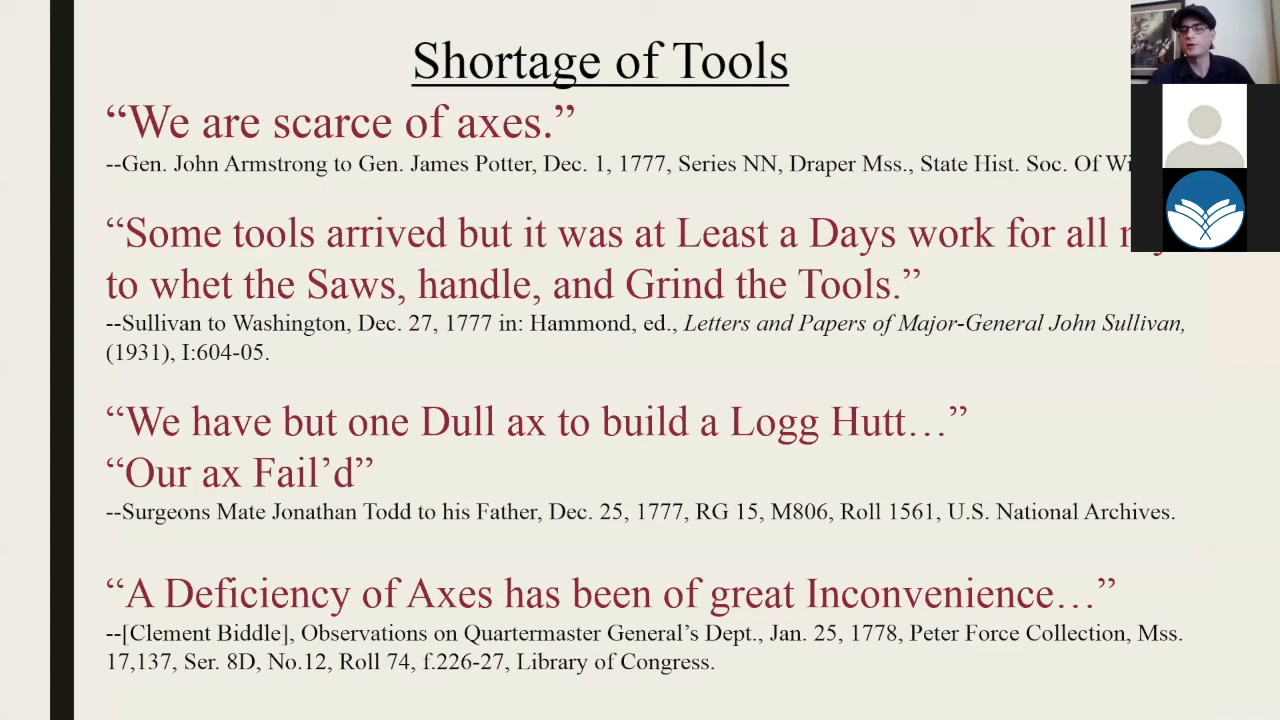 Shortage of Tools
“We are scarce of axes.”
--Gen. John Armstrong to Gen. James Potter, Dec. 1, 1777, Series NN, Draper Mss., State Hist. Soc. Of
“Some tools arrived but it was at Least a Days work for all
to whet the Saws, handle, and Grind the Tools.”
--Sullivan to Washington, Dec. 27, 1777 in: Hammond, ed., Letters and Papers of Major-General John Sullivan,
(1931), I:604-05.
“We have but one Dull ax to build a Logg Hutt…”
“Our ax Fail’d”
--Surgeons Mate Jonathan Todd to his Father, Dec. 25, 1777, RG 15, M806, Roll 1561, U.S. National Archives.
“A Deficiency of Axes has been of great Inconvenience…”
--[Clement Biddle], Observations on Quartermaster General’s Dept., Jan. 25, 1778, Peter Force Collection, Mss.
17,137, Ser. 8D, No.12, Roll 74, f.226-27, Library of Congress.